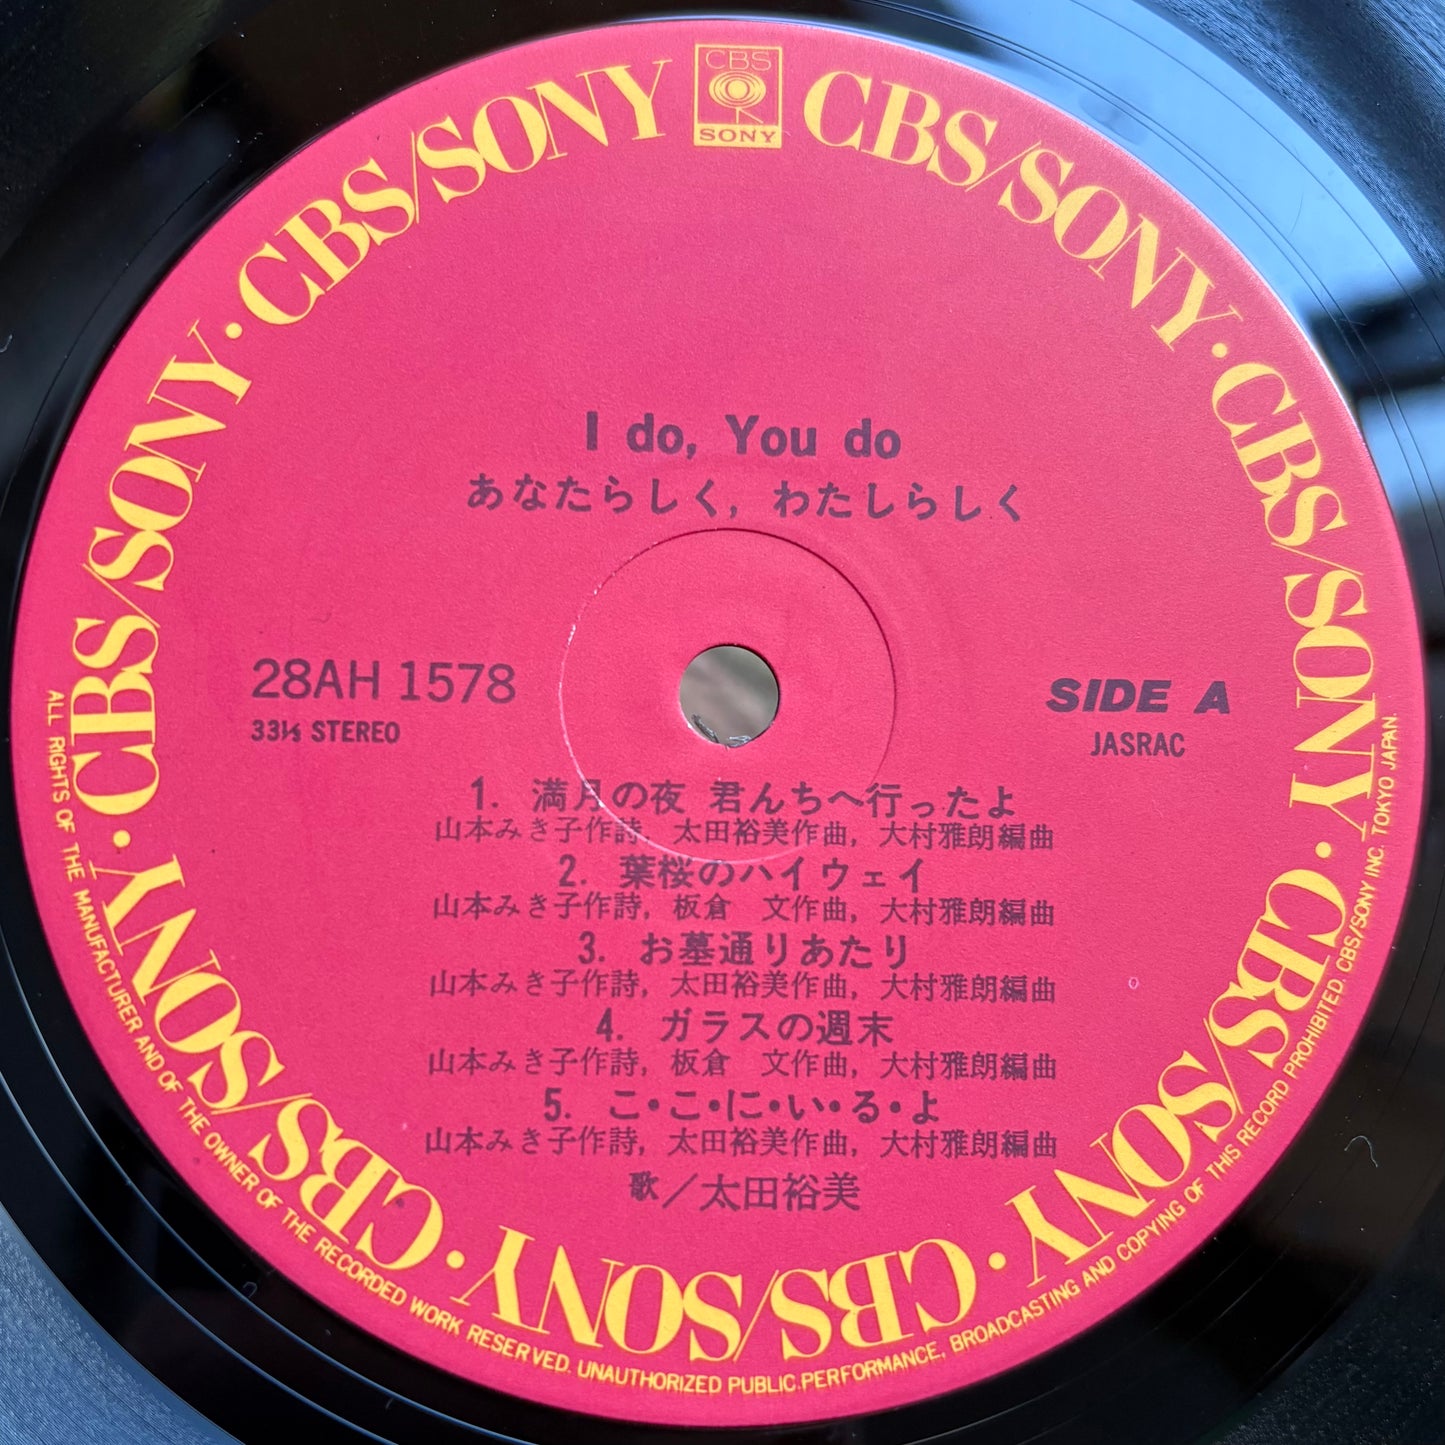 CBS
SONY
CBS/SONY · CBS/SONY · CBS/SONY · CBS/SONY · CBS/SONY · CBS/SONY · CBS/SONY · CBS/SONY
I do, You do
あなたらしく, わたしらしく
28AH 1578
33⅓ STEREO
SIDE A
JASRAC
1. 満月の夜 君んちへ行ったよ
山本みき子作詩, 太田裕美作曲, 大村雅朗編曲
2. 葉桜のハイウェイ
山本みき子作詩, 板倉 文作曲, 大村雅朗編曲
3. お墓通りあたり
山本みき子作詩, 太田裕美作曲, 大村雅朗編曲
4. ガラスの週末
山本みき子作詩, 板倉 文作曲, 大村雅朗編曲
5. こ・こ・に・い・る・よ
山本みき子作詩, 太田裕美作曲, 大村雅朗編曲
歌／太田裕美
ALL RIGHTS OF THE MANUFACTURER AND OF THE OWNER OF THE RECORDED WORK RESERVED. UNAUTHORIZED PUBLIC PERFORMANCE, BROADCASTING AND COPYING OF THIS RECORD PROHIBITED. CBS/SONY INC. TOKYO JAPAN.